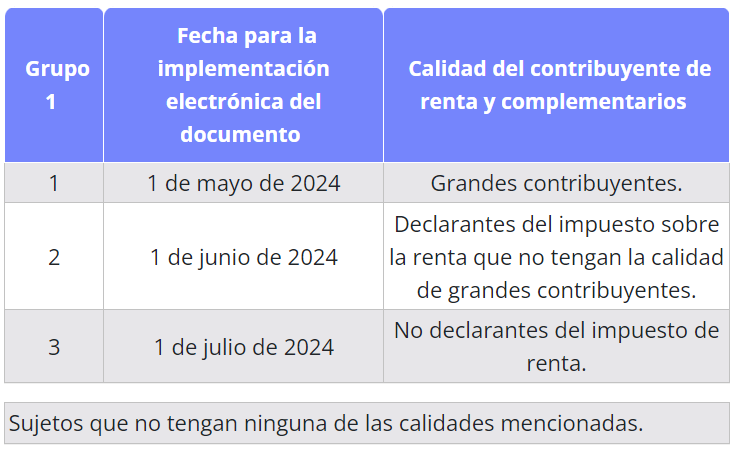 Grupo
1
Fecha para la
implementación
electrónica del
documento
Calidad del contribuyente de
renta y complementarios
1
1 de mayo de 2024
Grandes contribuyentes.
2
1 de junio de 2024
Declarantes del impuesto sobre
la renta que no tengan la calidad
de grandes contribuyentes.
3
1 de julio de 2024
No declarantes del impuesto de
renta.
Sujetos que no tengan ninguna de las calidades mencionadas.